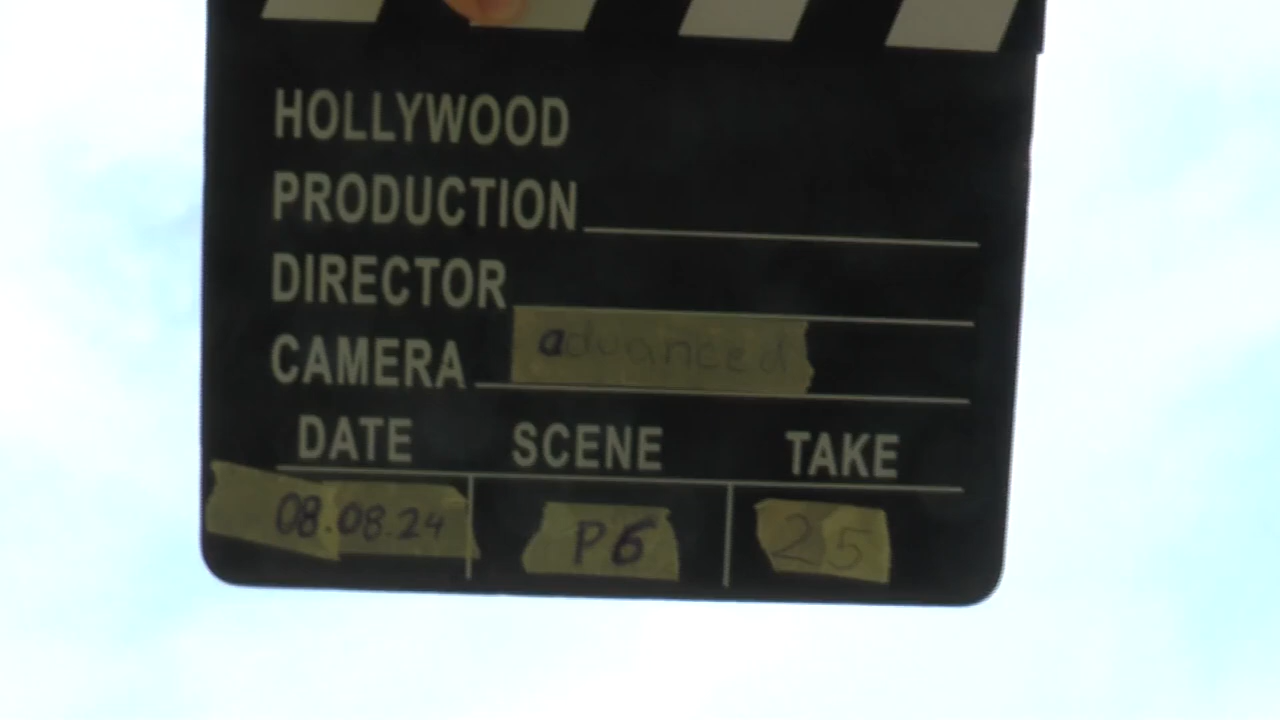 HOLLYWOOD
PRODUCTION
DIRECTOR
CAMERA advanced
DATE SCENE TAKE
08.08.24 P6 25